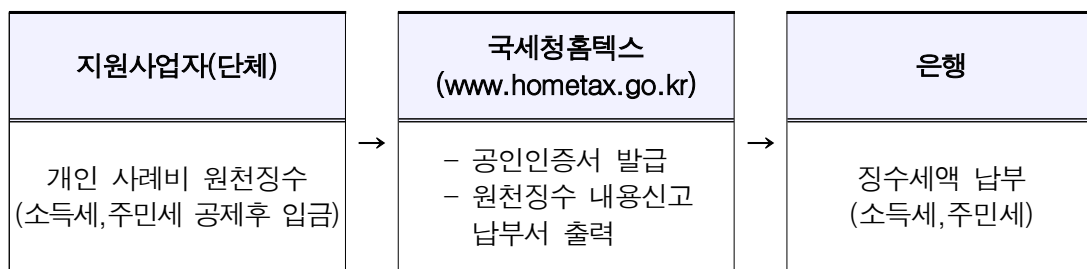 지원사업자(단체)
개인 사례비 원천징수
(소득세,주민세 공제후 입금)
→
국세청홈텍스
(www.hometax.go.kr)
- 공인인증서 발급
- 원천징수 내용신고
납부서 출력
→
은행
징수세액 납부
(소득세,주민세)